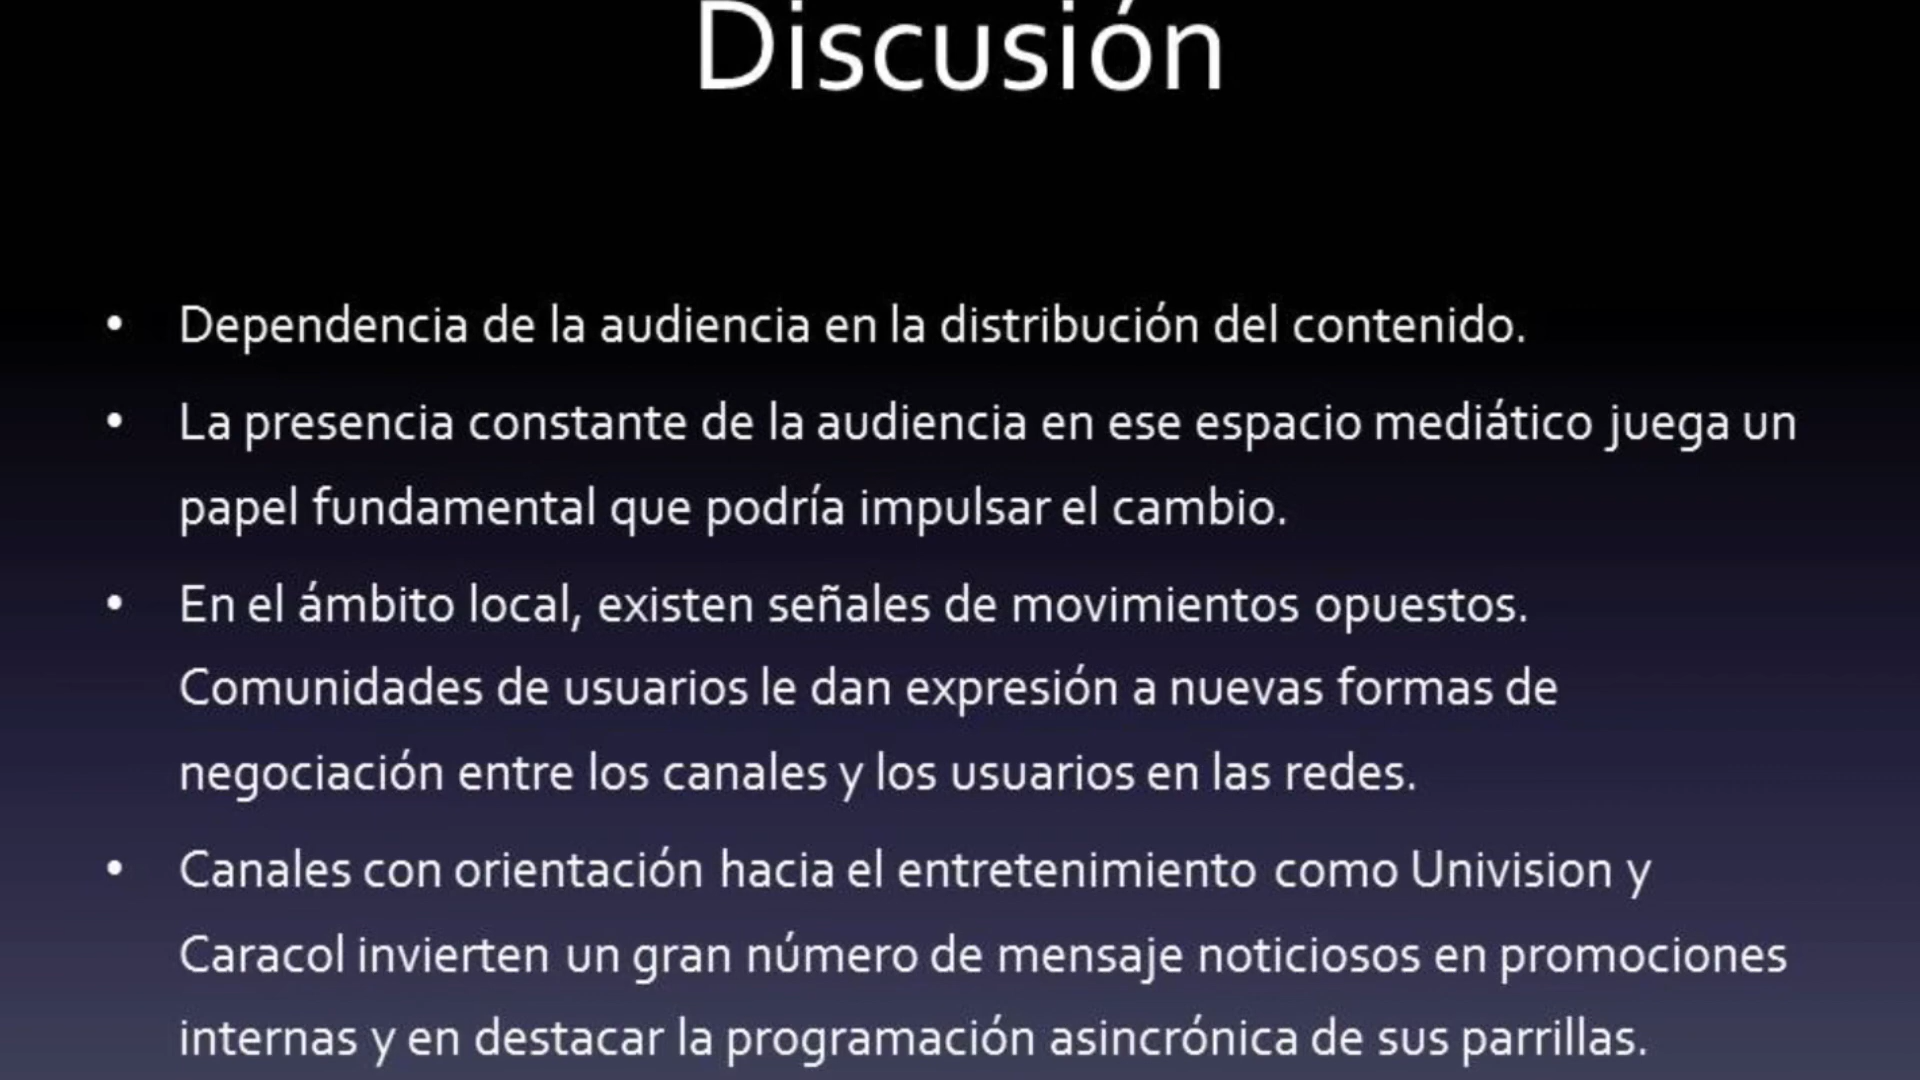 Discusión
• Dependencia de la audiencia en la distribución del contenido.
• La presencia constante de la audiencia en ese espacio mediático juega un
papel fundamental que podría impulsar el cambio.
• En el ámbito local, existen señales de movimientos opuestos.
Comunidades de usuarios le dan expresión a nuevas formas de
negociación entre los canales y los usuarios en las redes.
• Canales con orientación hacia el entretenimiento como Univision y
Caracol invierten un gran número de mensaje noticiosos en promociones
internas y en destacar la programación asincrónica de sus parrillas.